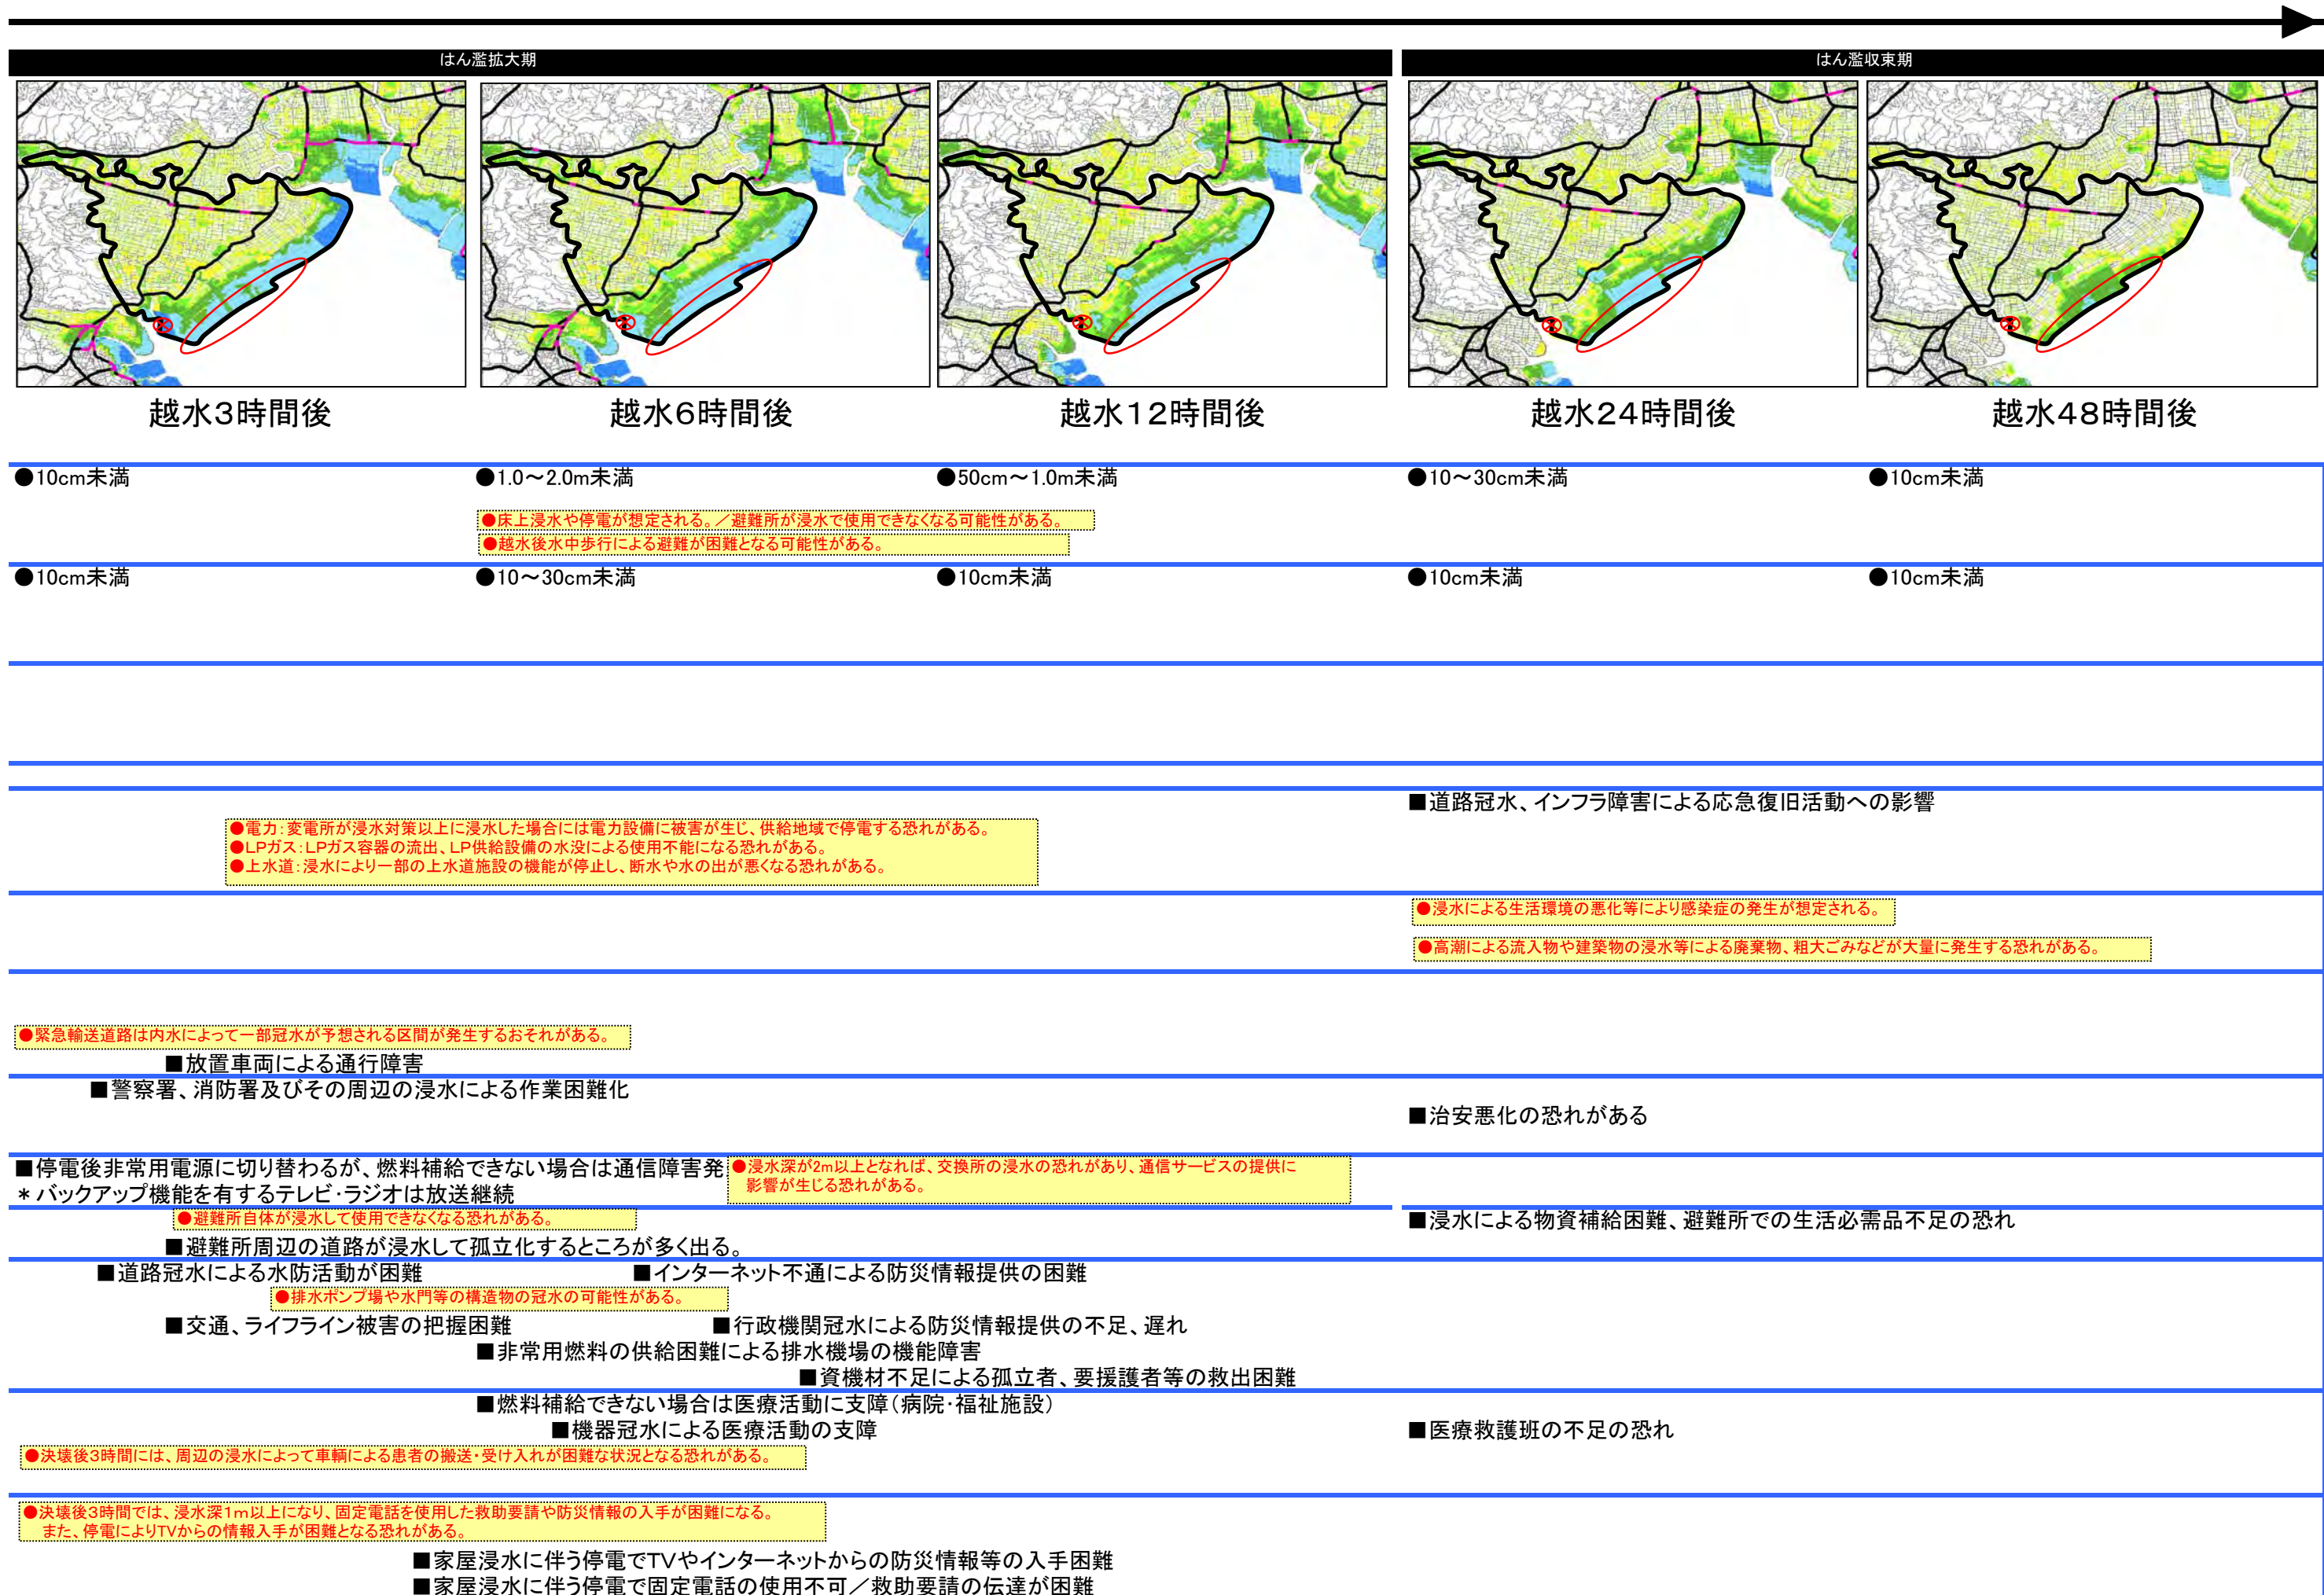 はん濫拡大期
はん濫収束期
越水3時間後
越水6時間後
越水12時間後
越水24時間後
越水48時間後
●10cm未満
●1.0～2.0m未満
●50cm～1.0m未満
●10～30cm未満
●10cm未満
●床上浸水や停電が想定される。／避難所が浸水で使用できなくなる可能性がある。
●越水後水中歩行による避難が困難となる可能性がある。
●10cm未満
●10～30cm未満
●10cm未満
●10cm未満
●10cm未満
■道路冠水、インフラ障害による応急復旧活動への影響
●電力：変電所が浸水対策以上に浸水した場合には電力設備に被害が生じ、供給地域で停電する恐れがある。
●LPガス：LPガス容器の流出、LP供給設備の水没による使用不能になる恐れがある。
●上水道：浸水により一部の上水道施設の機能が停止し、断水や水の出が悪くなる恐れがある。
●浸水による生活環境の悪化等により感染症の発生が想定される。
●高潮による流入物や建築物の浸水等による廃棄物、粗大ごみなどが大量に発生する恐れがある。
●緊急輸送道路は内水によって一部冠水が予想される区間が発生するおそれがある。
■放置車両による通行障害
■警察署、消防署及びその周辺の浸水による作業困難化
■治安悪化の恐れがある
■停電後非常用電源に切り替わるが、燃料補給できない場合は通信障害発
＊バックアップ機能を有するテレビ・ラジオは放送継続
●浸水深が2m以上となれば、交換所の浸水の恐れがあり、通信サービスの提供に
影響が生じる恐れがある。
●避難所自体が浸水して使用できなくなる恐れがある。
■浸水による物資補給困難、避難所での生活必需品不足の恐れ
■避難所周辺の道路が浸水して孤立化するところが多く出る。
■道路冠水による水防活動が困難
■インターネット不通による防災情報提供の困難
●排水ポンプ場や水門等の構造物の冠水の可能性がある。
■交通、ライフライン被害の把握困難
■行政機関冠水による防災情報提供の不足、遅れ
■非常用燃料の供給困難による排水機場の機能障害
■資機材不足による孤立者、要援護者等の救出困難
■燃料補給できない場合は医療活動に支障（病院・福祉施設）
■機器冠水による医療活動の支障
■医療救護班の不足の恐れ
●決壊後3時間には、周辺の浸水によって車輌による患者の搬送・受け入れが困難な状況となる恐れがある。
●決壊後3時間では、浸水深1m以上になり、固定電話を使用した救助要請や防災情報の入手が困難になる。
また、停電によりTVからの情報入手が困難となる恐れがある。
■家屋浸水に伴う停電でTVやインターネットからの防災情報等の入手困難
■家屋浸水に伴う停電で固定電話の使用不可／救助要請の伝達が困難